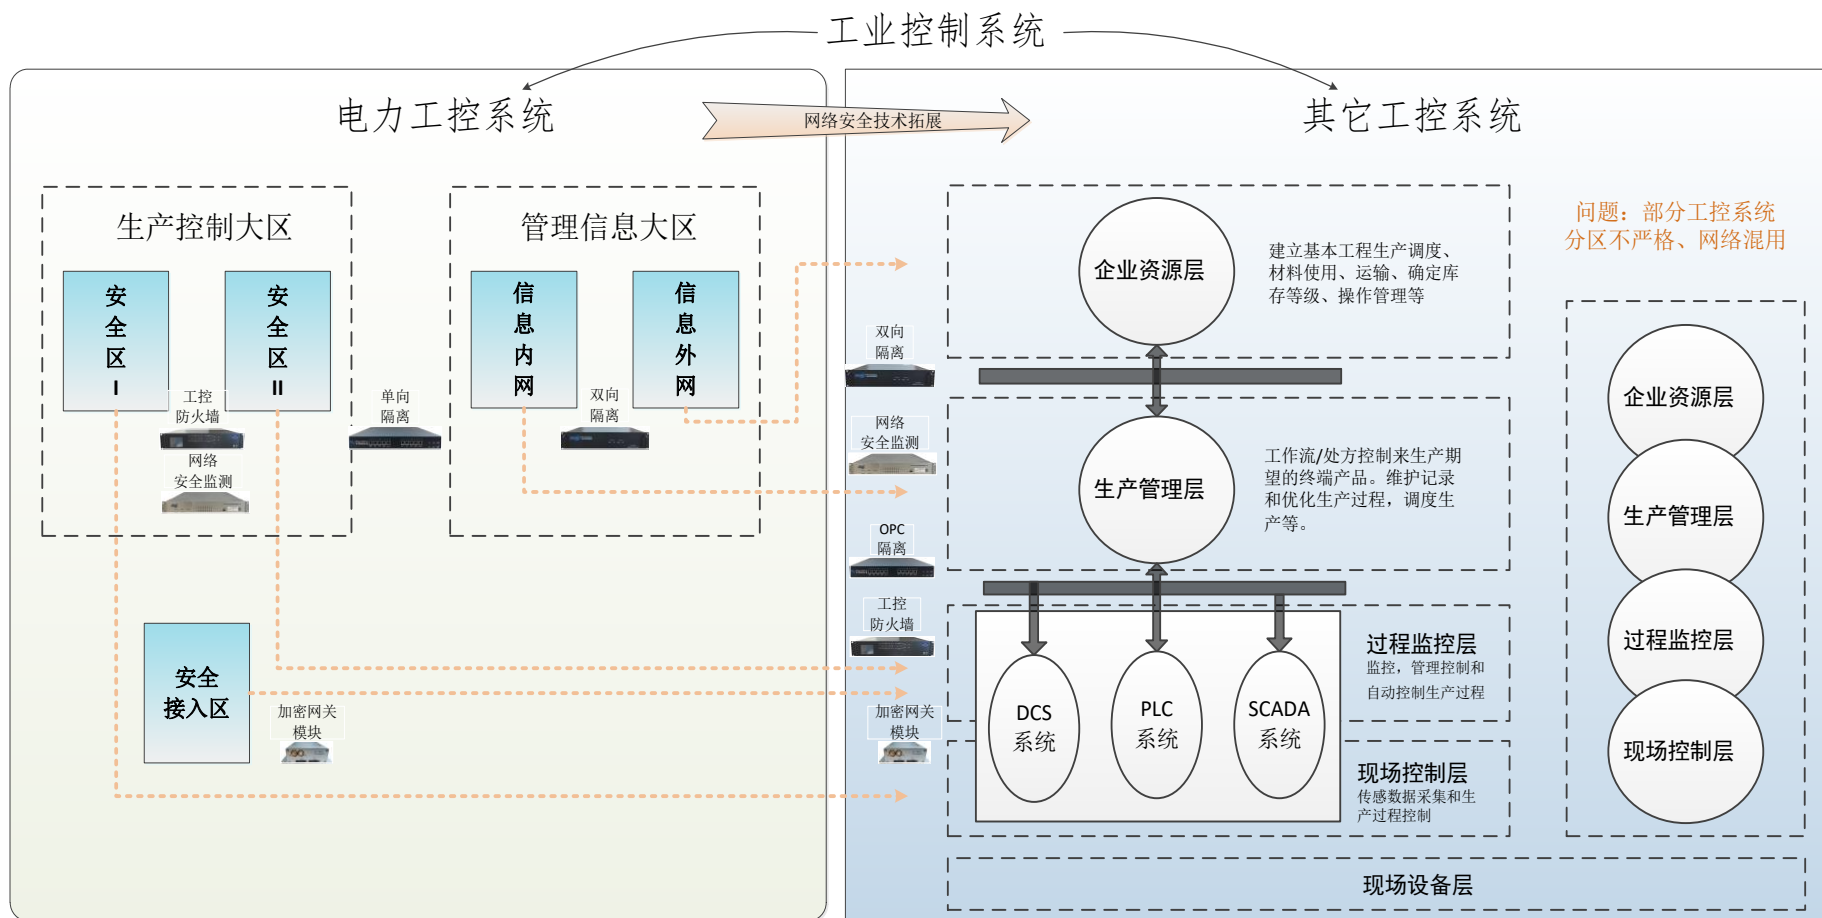 工业控制系统
电力工控系统
网络安全技术拓展
其它工控系统
生产控制大区
安
全
区
I
安
全
区
II
工控
防火墙
网络
安全监测
单向
隔离
管理信息大区
信
息
内
网
信
息
外
网
双向
隔离
安全
接入区
加密网关
模块
双向
隔离
网络
安全监测
OPC
隔离
工控
防火墙
加密网关
模块
企业资源层
建立基本工程生产调度、
材料使用、运输、确定库
存等级、操作管理等
生产管理层
工作流/处方控制来生产期
望的终端产品。维护记录
和优化生产过程，调度生
产等。
过程监控层
监控，管理控制和
自动控制生产过程
DCS
系统
PLC
系统
SCADA
系统
现场控制层
传感数据采集和生
产过程控制
现场设备层
问题：部分工控系统
分区不严格、网络混用
企业资源层
生产管理层
过程监控层
现场控制层